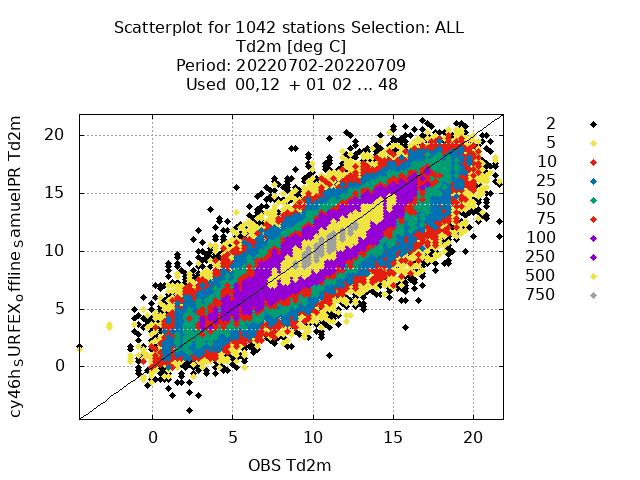 Scatterplot for 1042 stations Selection: ALL
Td2m [deg C]
Period: 20220702-20220709
Used 00,12 + 01 02 ... 48
cy46h_SURFEX_offline_samuelPR Td2m
20
15
10
5
0
0 5 10 15 20
OBS Td2m
2
5
10
25
50
75
100
250
500
750